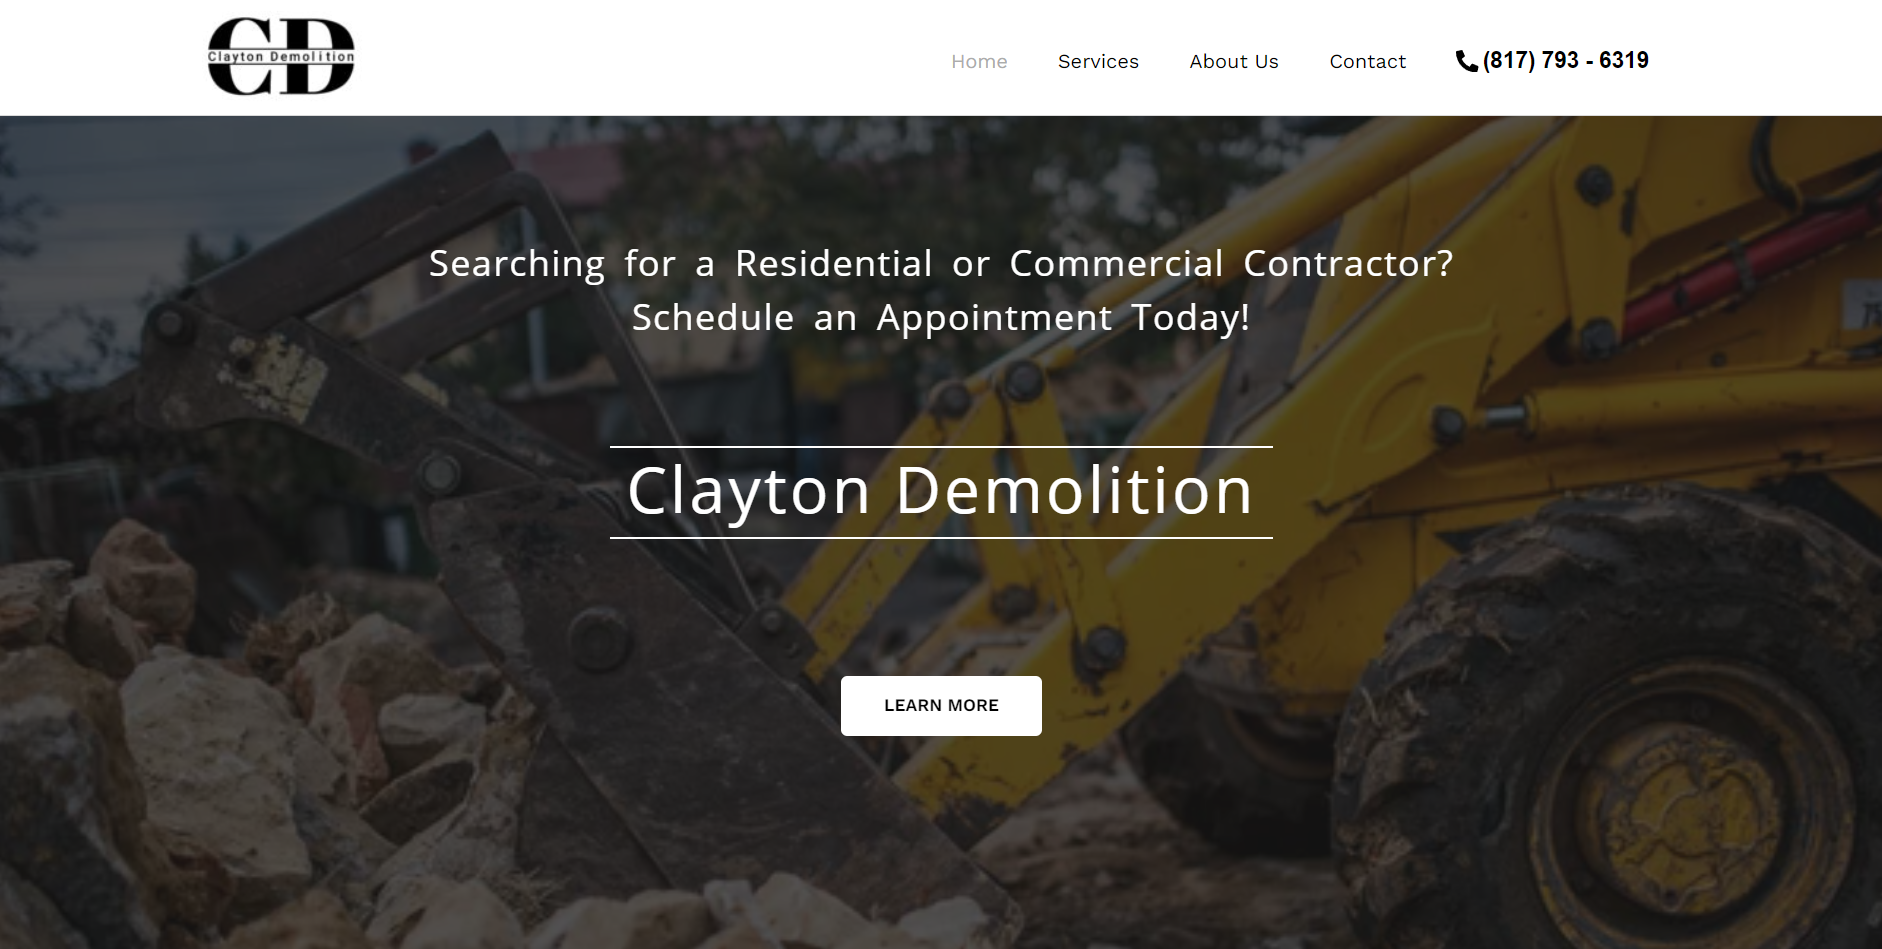 Clayton Demolition
Home
Services
About Us
Contact
(817) 793 - 6319
Searching for a Residential or Commercial Contractor?
Schedule an Appointment Today!
Clayton Demolition
LEARN MORE